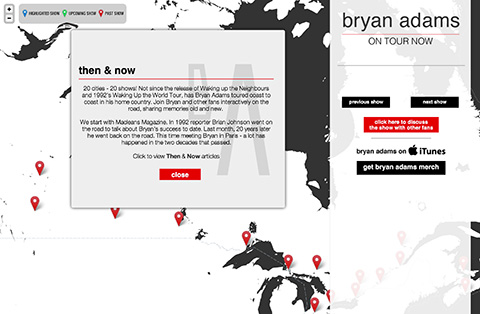 +
HIGHLIGHTED SHOW
UPCOMING SHOW
PAST SHOW
-
bryan adams
ON TOUR NOW
then & now
20 cities - 20 shows! Not since the release of Waking up the Neighbours
and 1992's Waking Up the World Tour, has Bryan Adams toured coast to
coast in his home country. Join Bryan and other fans interactively on the
road, sharing memories old and new.
We start with Macleans Magazine. In 1992 reporter Brian Johnson went on
the road to talk about Bryan's success to date. Last month, 20 years later
he went back on the road. This time meeting Bryan in Paris - a lot has
happened in the two decades that passed.
Click to view Then & Now articles.
close
BA
previous show
next show
click here to discuss
the show with other fans
bryan adams on iTunes
get bryan adams merch